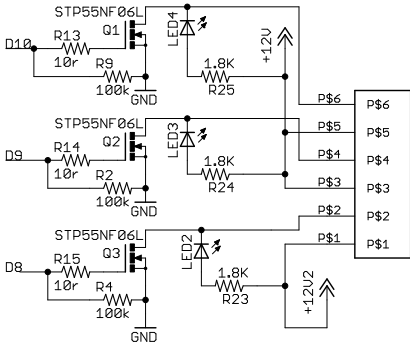 STP55NF06L
D10
R13
10r
Q1
R9
100k
GND
LED4
1.8K
R25
+12V
P$6
P$6
P$5
P$5
STP55NF06L
D9
R14
10r
Q2
R2
100k
GND
LED3
1.8K
R24
P$4
P$4
P$3
P$3
STP55NF06L
D8
R15
10r
Q3
R4
100k
GND
LED2
1.8K
R23
P$2
P$2
P$1
P$1
+12V2